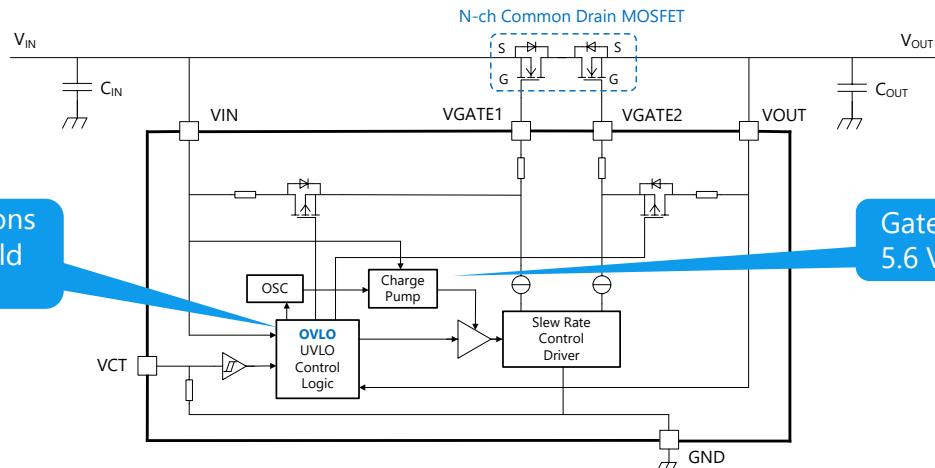 N-ch Common Drain MOSFET
VIN
VOUT
S
S
G
G
CIN
COUT
VIN
VGATE1
VGATE2
VOUT
ons
ld
Gate
5.6 V
OSC
Charge
Pump
OVLO
UVLO
Control
Logic
Slew Rate
Control
Driver
VCT
GND